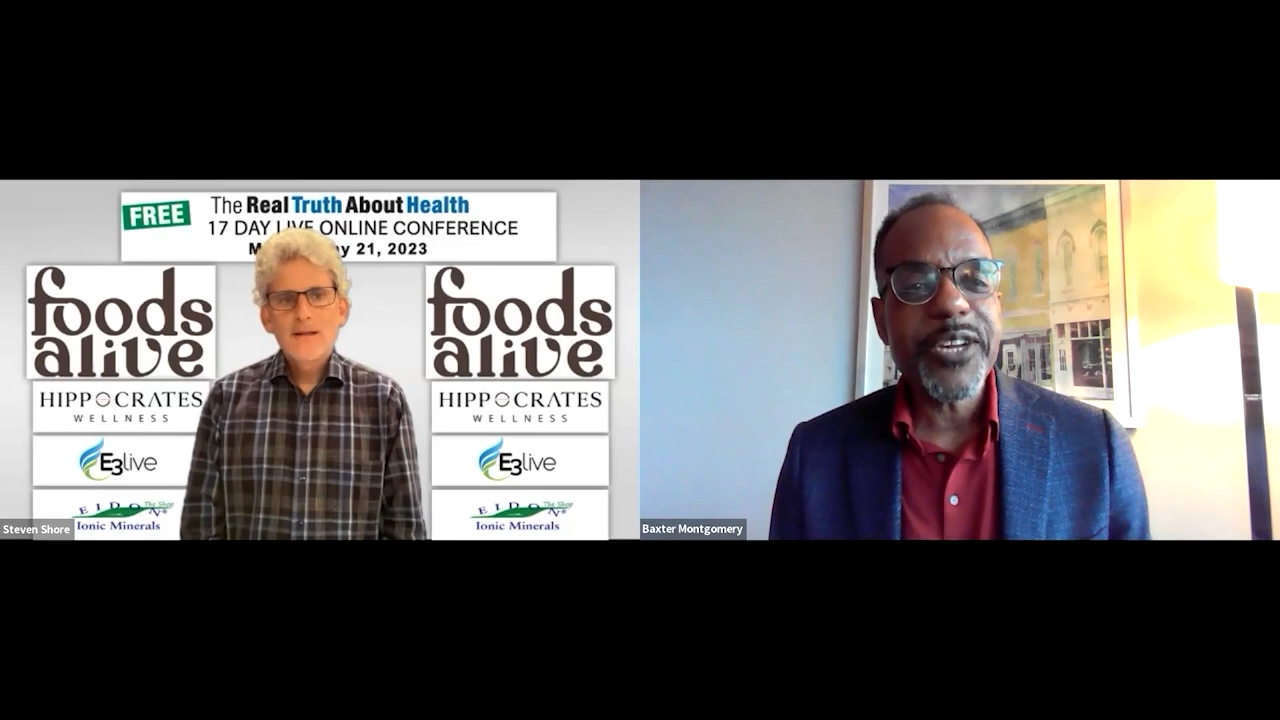 FREE
The Real Truth About Health
17 DAY LIVE ONLINE CONFERENCE
21, 2023
foods
alive
HIPPOCRATES
WELLNESS
E3live
Ionic Minerals
Steven Shore
foods
alive
HIPPOCRATES
WELLNESS
E3live
EIDON®
The Shop
Ionic Minerals
Baxter Montgomery